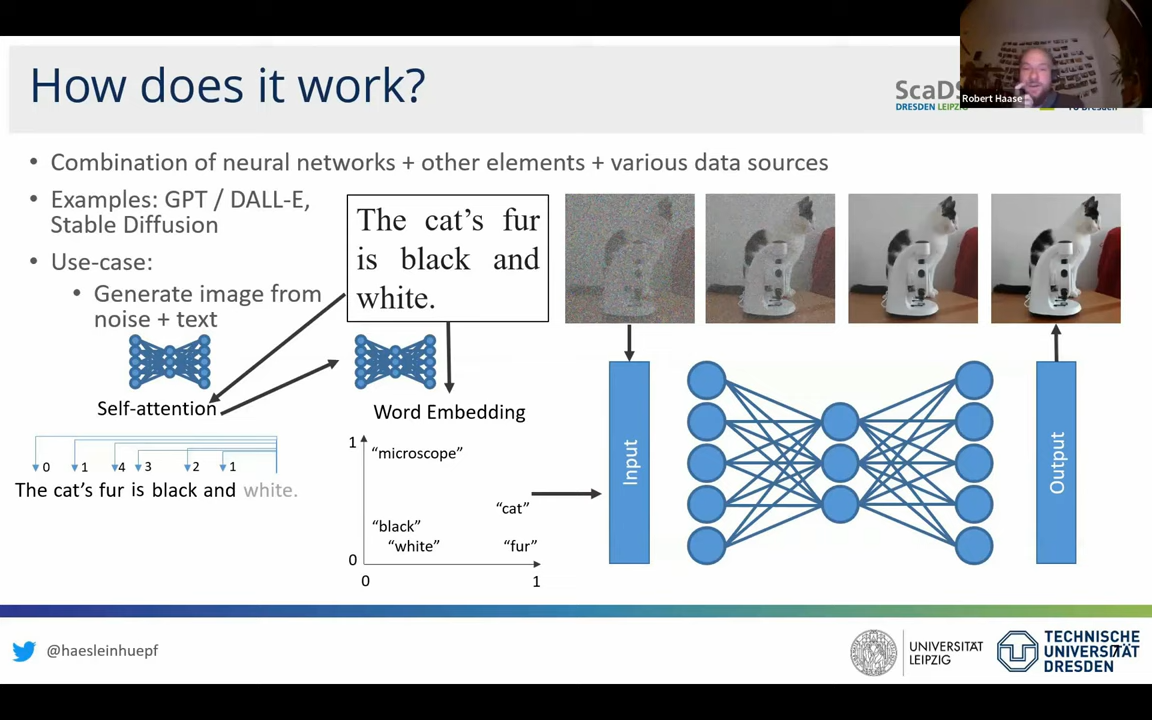 How does it work?
ScaDS
DRESDEN LEIPZIG
Robert Haase
• Combination of neural networks + other elements + various data sources
• Examples: GPT / DALL-E,
Stable Diffusion
• Use-case:
• Generate image from
noise + text
The cat's fur
is black and
white.
Self-attention
0 1 4 3 2 1
The cat's fur is black and white.
Word Embedding
1
“microscope”
“cat”
“black”
“white” “fur”
0
0 1
Input
Output
@haesleinhuepf
UNIVERSITÄT
LEIPZIG
TECHNISCHE
UNIVERSITÄT
DRESDEN
7